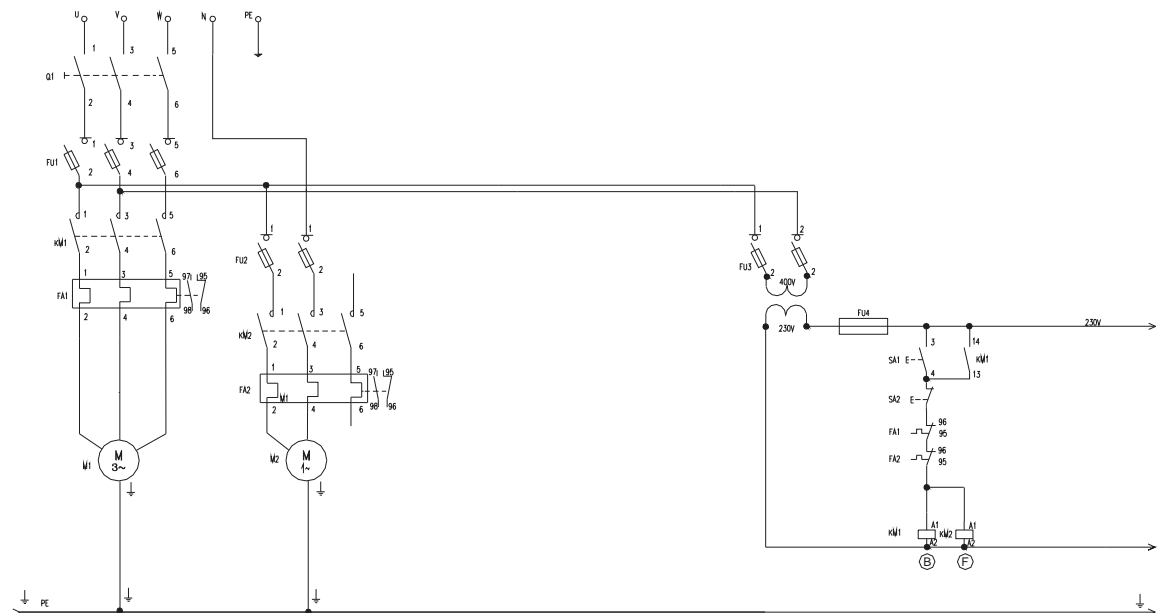 U V W N PE
1 3 5
Q1
2 4 6
1 3 5
FU1
2 4 6
1 3 5
KM1
2 4 6
1 3 5 97 95
FA1
2 4 6 98 96
1 1
FU2
2 2
1 3 5
KM2
2 4 6
1 3 5 97 95
FA2 M1
2 4 6 98 96
M1 M 3~
M2 M 1~
1 2
FU3
2 2
400V
230V
FU4
230V
3 14
SA1 E KM1
4 13
SA2 E
96
FA1
95
96
FA2
95
KM1 A1 KM2 A1
A2 A2
B F
PE